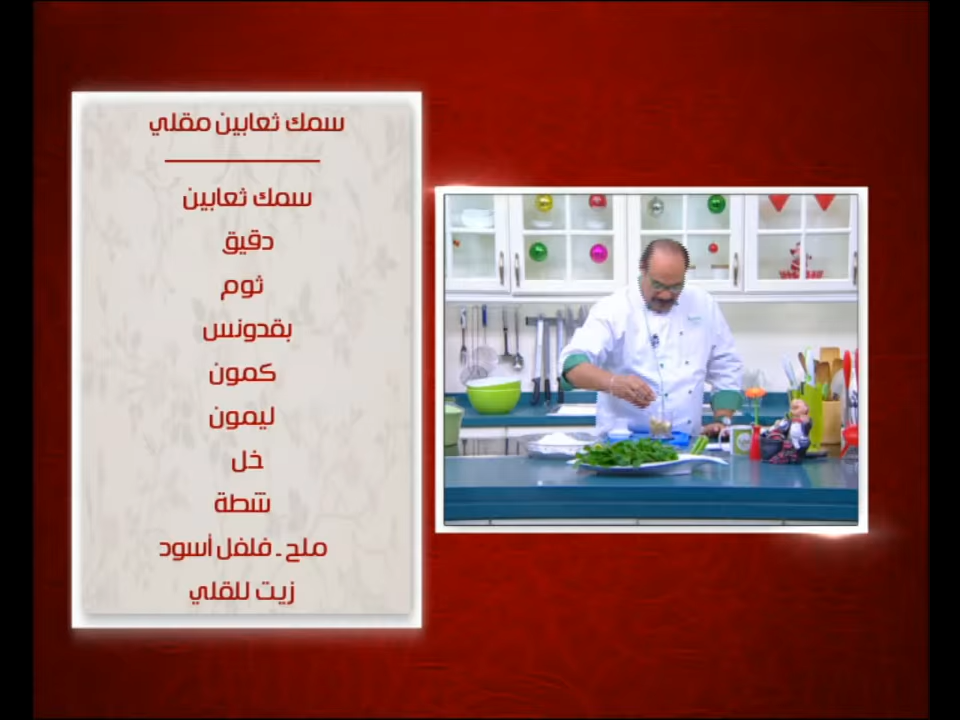 سمك ثعابين مقلي
سمك ثعابين
دقيق
ثوم
بقدونس
كمون
ليمون
خل
شطة
ملح - فلفل أسود
زيت للقلي